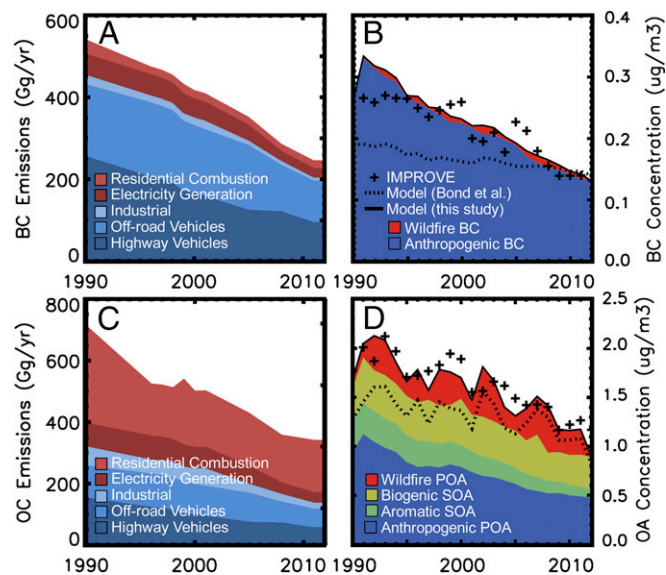 A
BC Emissions (Gg/yr)
600
400
200
0
Residential Combustion
Electricity Generation
Industrial
Off-road Vehicles
Highway Vehicles
1990
2000
2010
B
0.4
0.3
0.2
0.1
0.0
BC Concentration (ug/m3)
IMPROVE
Model (Bond et al.)
Model (this study)
Wildfire BC
Anthropogenic BC
1990
2000
2010
C
OC Emissions (Gg/yr)
800
600
400
200
0
Residential Combustion
Electricity Generation
Industrial
Off-road Vehicles
Highway Vehicles
1990
2000
2010
D
2.5
2.0
1.5
1.0
0.5
0.0
OA Concentration (ug/m3)
Wildfire POA
Biogenic SOA
Aromatic SOA
Anthropogenic POA
1990
2000
2010